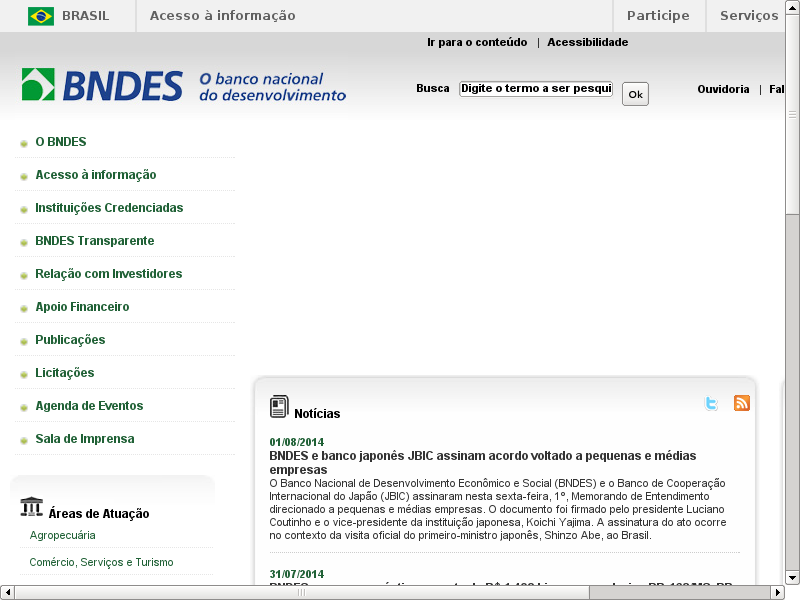 BRASIL
Acesso à informação
Participe
Serviços
Ir para o conteúdo | Acessibilidade
BNDES
O banco nacional
do desenvolvimento
Busca
Digite o termo a ser pesqui
Ok
Ouvidoria |
O BNDES
Acesso à informação
Instituições Credenciadas
BNDES Transparente
Relação com Investidores
Apoio Financeiro
Publicações
Licitações
Agenda de Eventos
Sala de Imprensa
Áreas de Atuação
Agropecuária
Comércio, Serviços e Turismo
Notícias
01/08/2014
BNDES e banco japonês JBIC assinam acordo voltado a pequenas e médias
empresas
O Banco Nacional de Desenvolvimento Econômico e Social (BNDES) e o Banco de Cooperação
Internacional do Japão (JBIC) assinaram nesta sexta-feira, 1°, Memorando de Entendimento
direcionado a pequenas e médias empresas. O documento foi firmado pelo presidente Luciano
Coutinho e o vice-presidente da instituição japonesa, Koichi Yajima. A assinatura do ato ocorre
no contexto da visita oficial do primeiro-ministro japonês, Shinzo Abe, ao Brasil.
31/07/2014